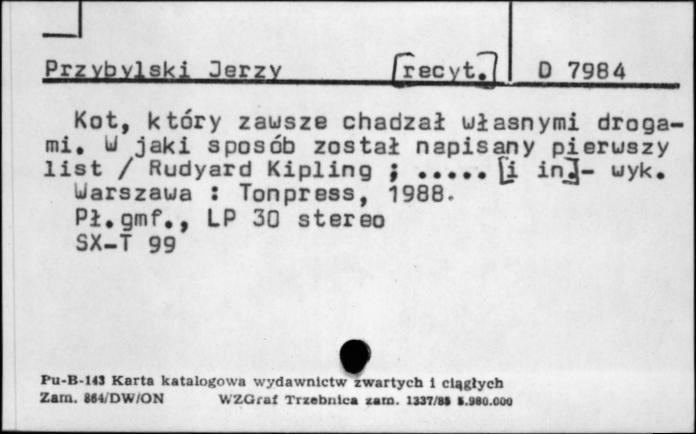 Przybylski Jerzy [recyt.] D 7984
Kot, który zawsze chadzał własnymi droga-
mi. W jaki sposób został napisany pierwszy
list / Rudyard Kipling ; ..... [i in.]- wyk.
Warszawa : Tonpress, 1988.
Pł.gmf., LP 30 stereo
SX-T 99
Pu-B-143 Karta katalogowa wydawnictw zwartych i ciągłych
Zam. 864/DW/ON WZGraf Trzebnica zam. 1337/85 5.980.000